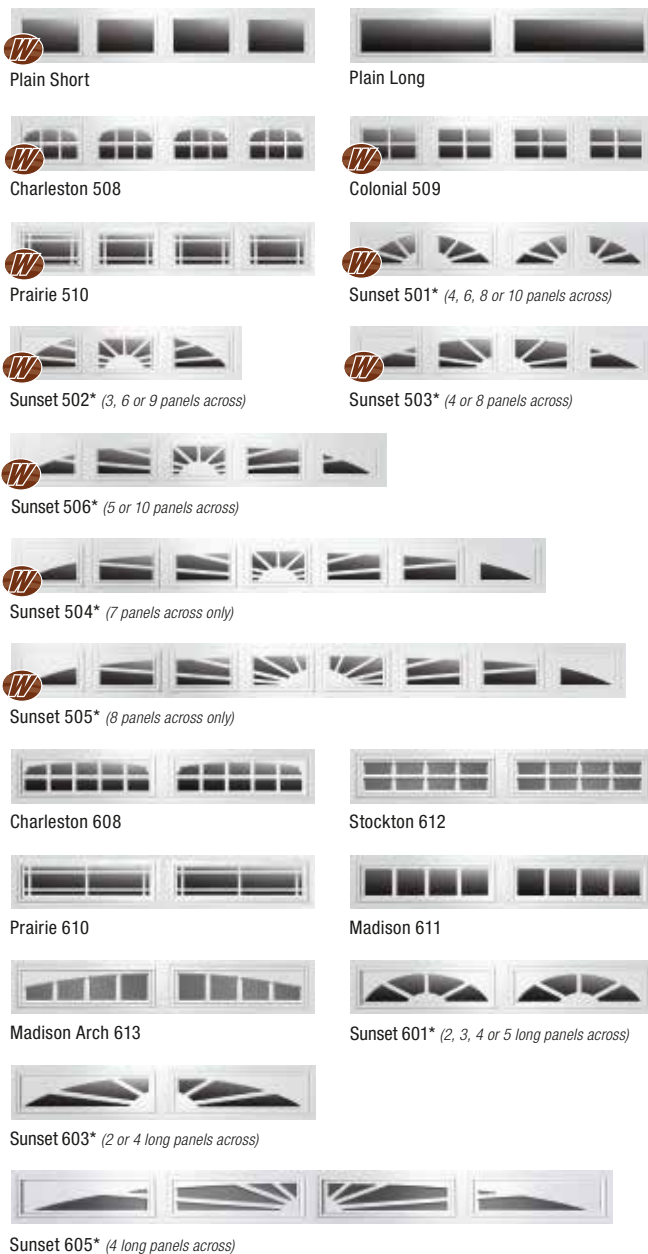 W
Plain Short
Plain Long
W
Charleston 508
W
Colonial 509
W
Prairie 510
W
Sunset 501* (4, 6, 8 or 10 panels across)
W
Sunset 502* (3, 6 or 9 panels across)
W
Sunset 503* (4 or 8 panels across)
W
Sunset 506* (5 or 10 panels across)
W
Sunset 504* (7 panels across only)
W
Sunset 505* (8 panels across only)
Charleston 608
Stockton 612
Prairie 610
Madison 611
Madison Arch 613
Sunset 601* (2, 3, 4 or 5 long panels across)
Sunset 603* (2 or 4 long panels across)
Sunset 605* (4 long panels across)